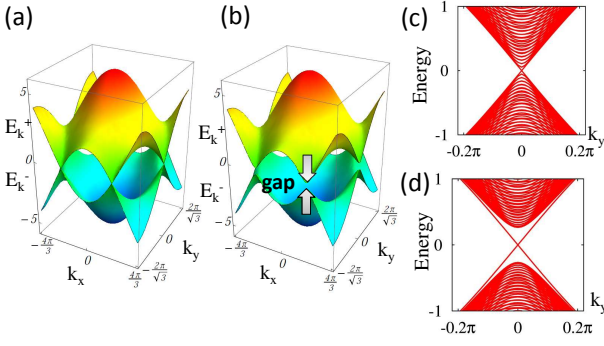 (a)
5
E_k^+
0
E_k^-
-5
-4π/3
0
k_x
4π/3
-2π/√3
0
k_y
2π/√3
(b)
5
E_k^+
0
E_k^-
-5
gap
-4π/3
0
k_x
4π/3
-2π/√3
0
k_y
2π/√3
(c)
k_y
Energy
1
0
-1
-0.2π
0
0.2π
(d)
Energy
1
0
-1
k_y
-0.2π
0
0.2π